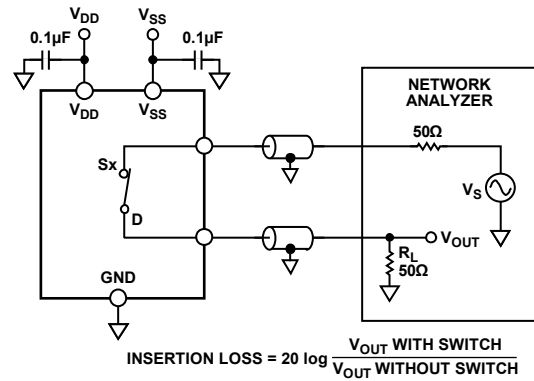 VDD
VSS
0.1µF
0.1µF
VDD
VSS
NETWORK
ANALYZER
50Ω
Sx
VS
D
VOUT
RL
50Ω
GND
INSERTION LOSS = 20 log VOUT WITH SWITCH
VOUT WITHOUT SWITCH